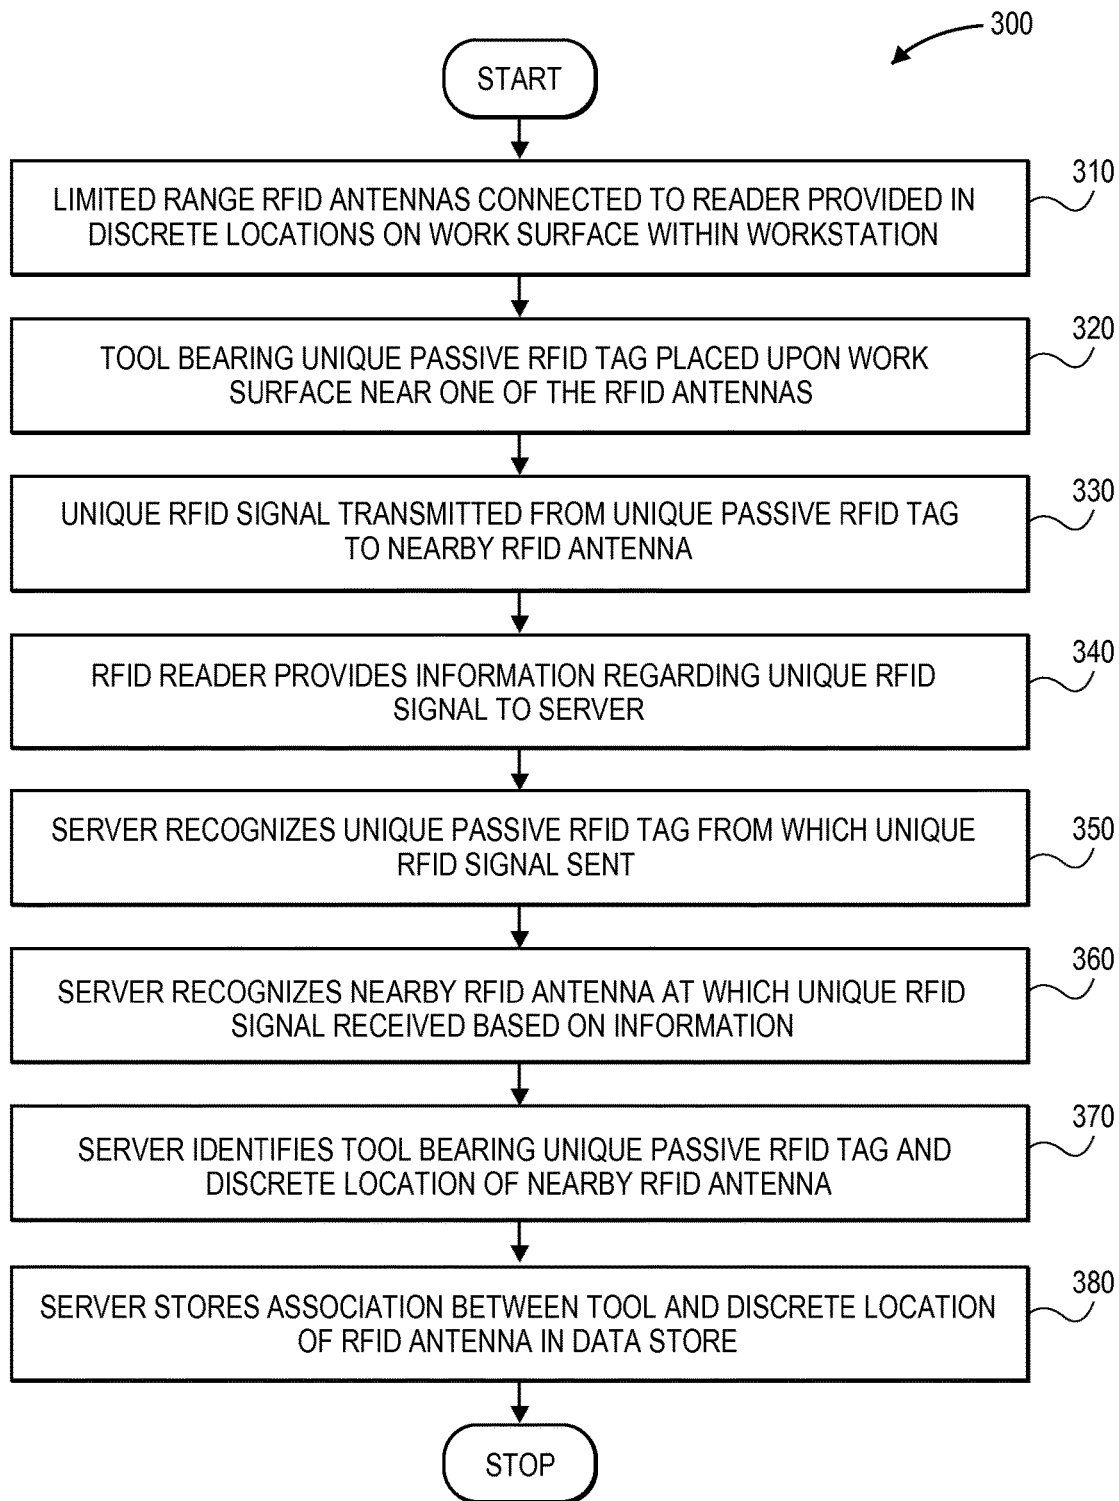 300
START
310
LIMITED RANGE RFID ANTENNAS CONNECTED TO READER PROVIDED IN
DISCRETE LOCATIONS ON WORK SURFACE WITHIN WORKSTATION
320
TOOL BEARING UNIQUE PASSIVE RFID TAG PLACED UPON WORK
SURFACE NEAR ONE OF THE RFID ANTENNAS
330
UNIQUE RFID SIGNAL TRANSMITTED FROM UNIQUE PASSIVE RFID TAG
TO NEARBY RFID ANTENNA
340
RFID READER PROVIDES INFORMATION REGARDING UNIQUE RFID
SIGNAL TO SERVER
350
SERVER RECOGNIZES UNIQUE PASSIVE RFID TAG FROM WHICH UNIQUE
RFID SIGNAL SENT
360
SERVER RECOGNIZES NEARBY RFID ANTENNA AT WHICH UNIQUE RFID
SIGNAL RECEIVED BASED ON INFORMATION
370
SERVER IDENTIFIES TOOL BEARING UNIQUE PASSIVE RFID TAG AND
DISCRETE LOCATION OF NEARBY RFID ANTENNA
380
SERVER STORES ASSOCIATION BETWEEN TOOL AND DISCRETE LOCATION
OF RFID ANTENNA IN DATA STORE
STOP